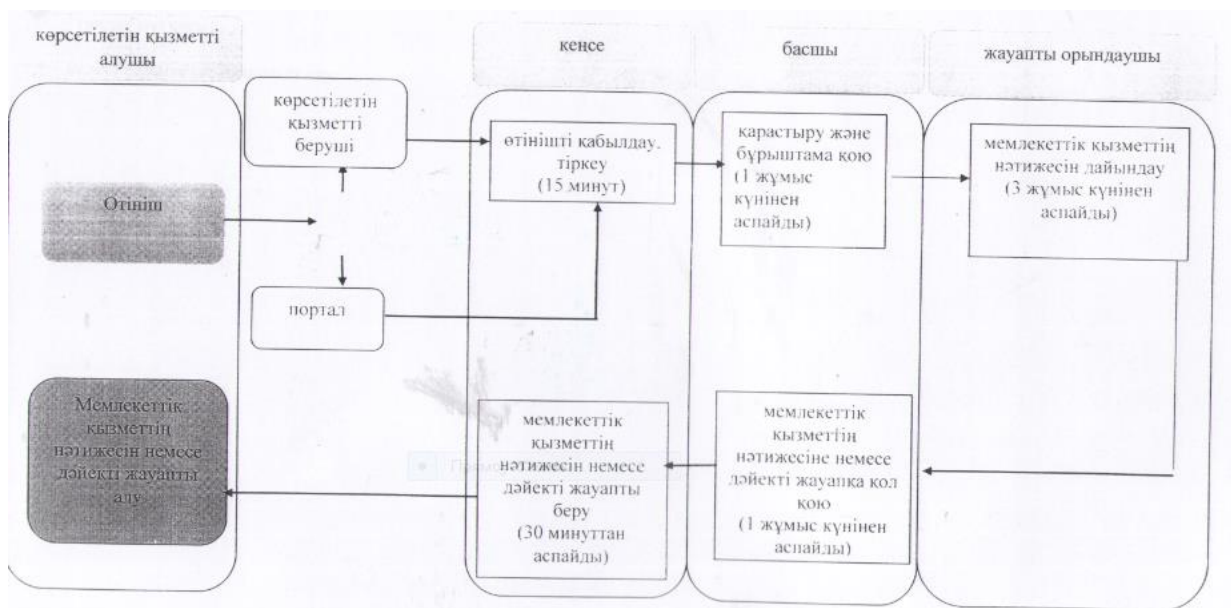 көрсетілетін қызметті
алушы
кеңсе
басшы
жауапты орындаушы
көрсетілетін
қызметті
беруші
өтінішті қабылдау,
тіркеу
(15 минут)
қарастыру және
бұрыштама қою
(1 жұмыс
күнінен
аспайды)
мемлекеттік қызметтің
нәтижесін дайындау
(3 жұмыс күнінен
аспайды)
Өтініш
портал
Мемлекеттік
қызметтің
нәтижесін немесе
дәйекті жауапты
алу
мемлекеттік
қызметтің
нәтижесін немесе
дәйекті жауапты
беру
(30 минуттан
аспайды)
мемлекеттік
қызметтің
нәтижесіне немесе
дәйекті жауапқа қол
қою
(1 жұмыс күнінен
аспайды)